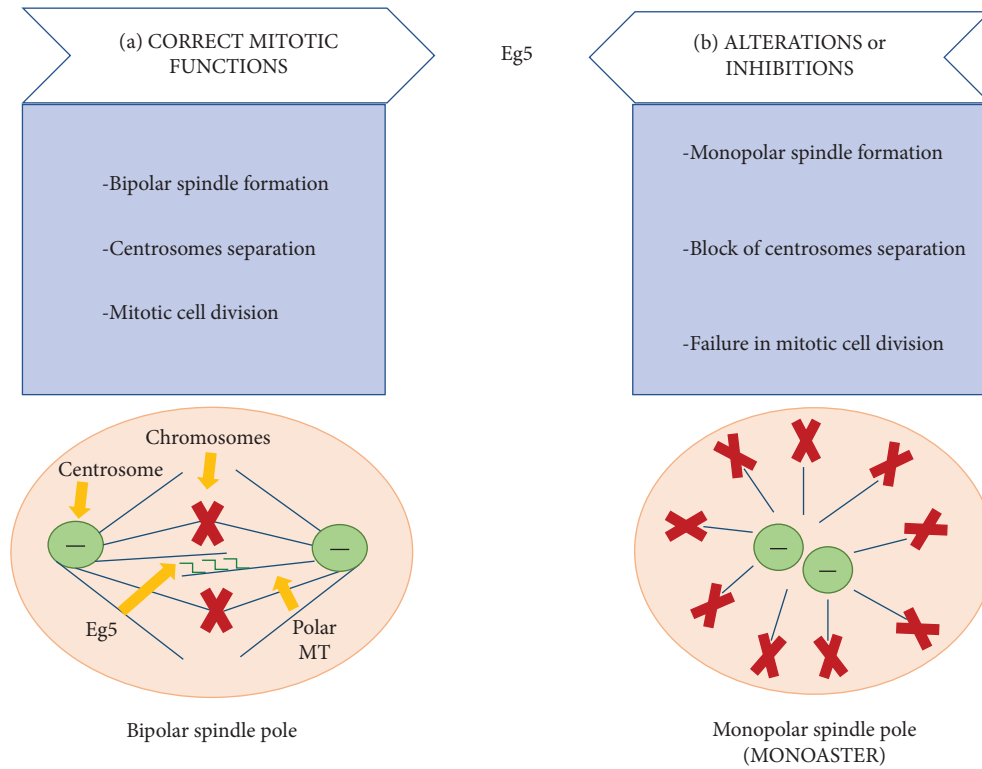 (a) CORRECT MITOTIC
FUNCTIONS
Eg5
(b) ALTERATIONS or
INHIBITIONS
-Bipolar spindle formation
-Centrosomes separation
-Mitotic cell division
-Monopolar spindle formation
-Block of centrosomes separation
-Failure in mitotic cell division
Chromosomes
Centrosome
–
–
Eg5
Polar
MT
Bipolar spindle pole
–
–
Monopolar spindle pole
(MONOASTER)